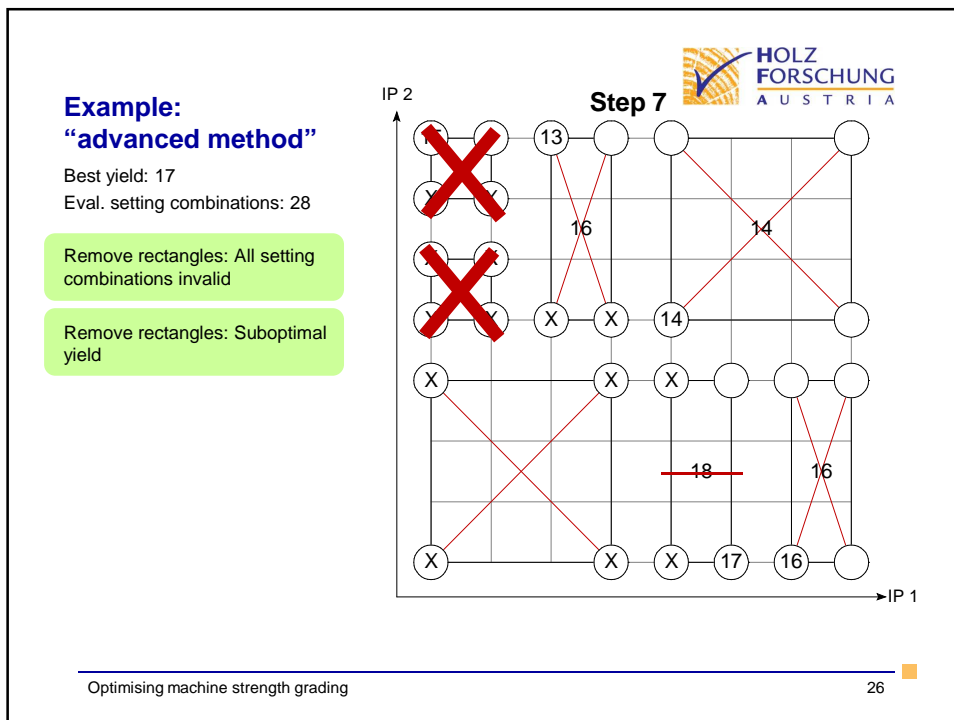 HOLZ
FORSCHUNG
AUSTRIA
Example:
“advanced method”
Best yield: 17
Eval. setting combinations: 28
Remove rectangles: All setting
combinations invalid
Remove rectangles: Suboptimal
yield
IP 2
Step 7
13
16
14
X X 14
X X X
18 16
X X X 17 16
IP 1
Optimising machine strength grading
26